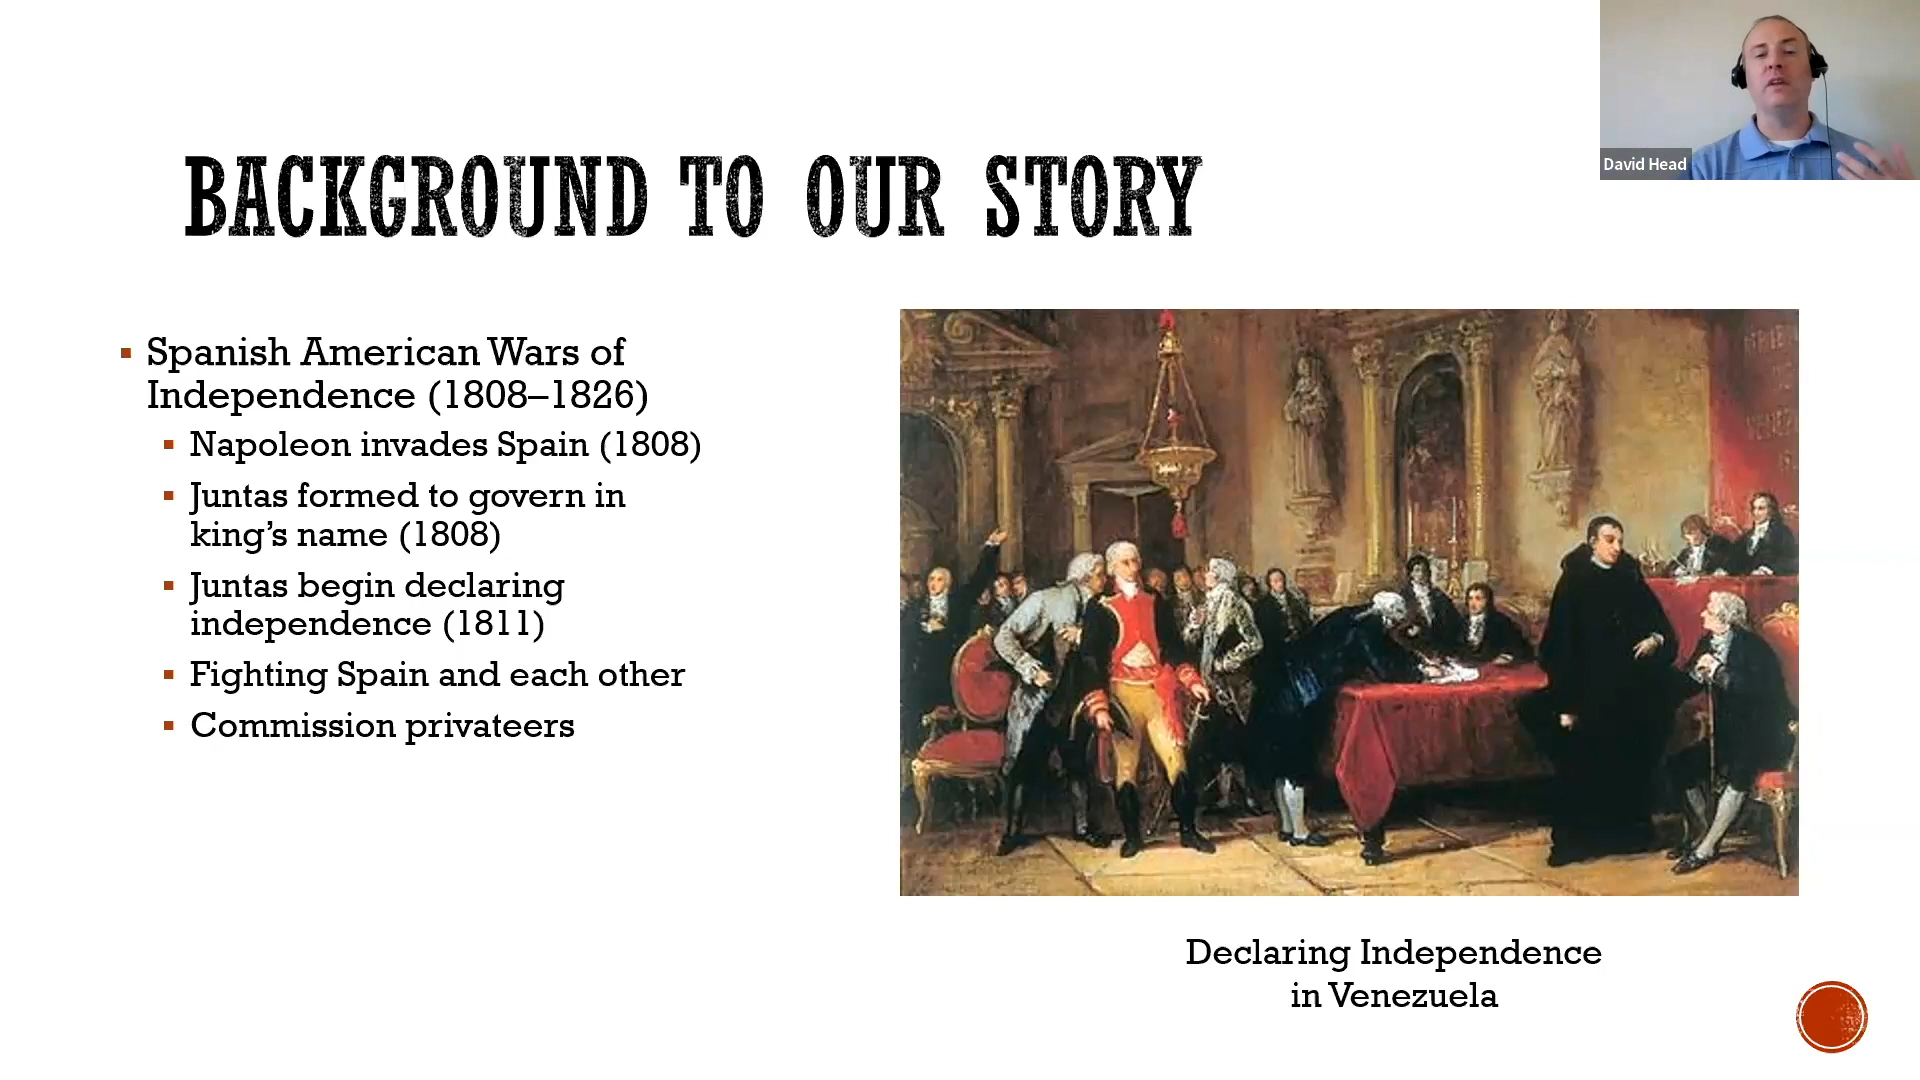 David Head
BACKGROUND TO OUR STORY
▪ Spanish American Wars of
Independence (1808–1826)
▪ Napoleon invades Spain (1808)
▪ Juntas formed to govern in
king’s name (1808)
▪ Juntas begin declaring
independence (1811)
▪ Fighting Spain and each other
▪ Commission privateers
Declaring Independence
in Venezuela